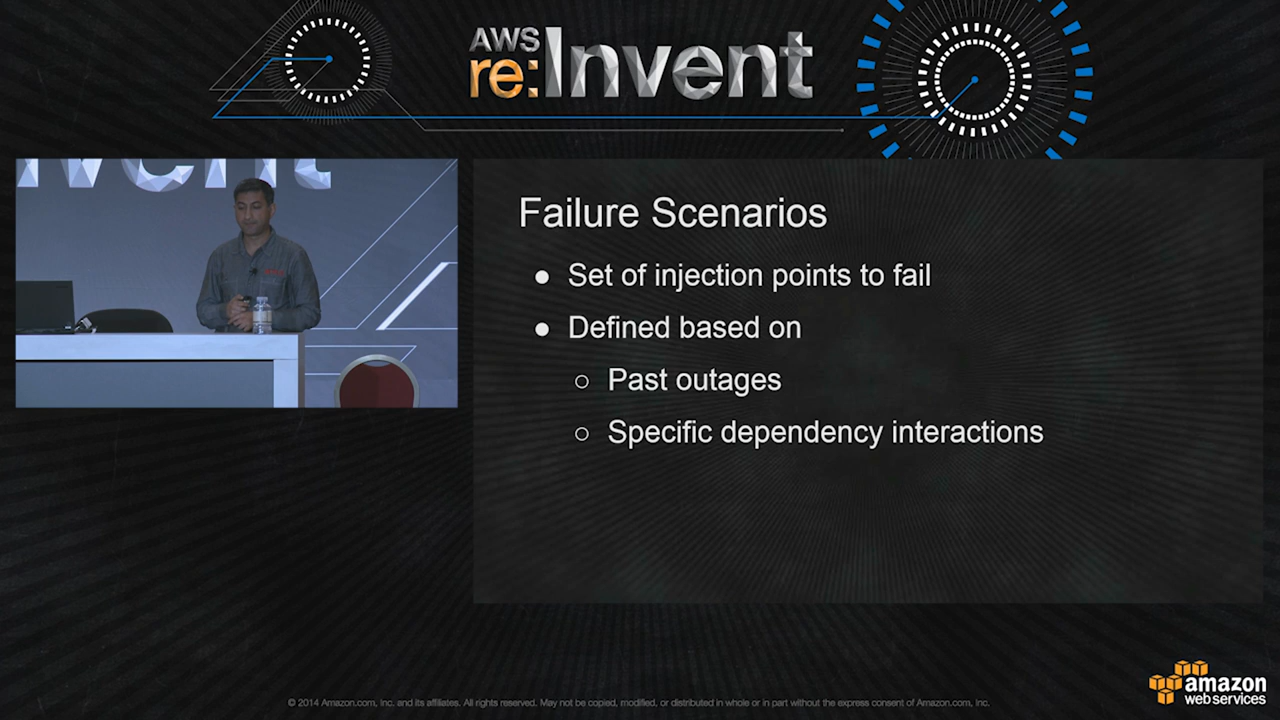 AWS
re:Invent
Failure Scenarios
● Set of injection points to fail
● Defined based on
○ Past outages
○ Specific dependency interactions
© 2014 Amazon.com, Inc. and its affiliates. All rights reserved. May not be copied, modified, or distributed in whole or in part without the express consent of Amazon.com, Inc.
amazon
web services